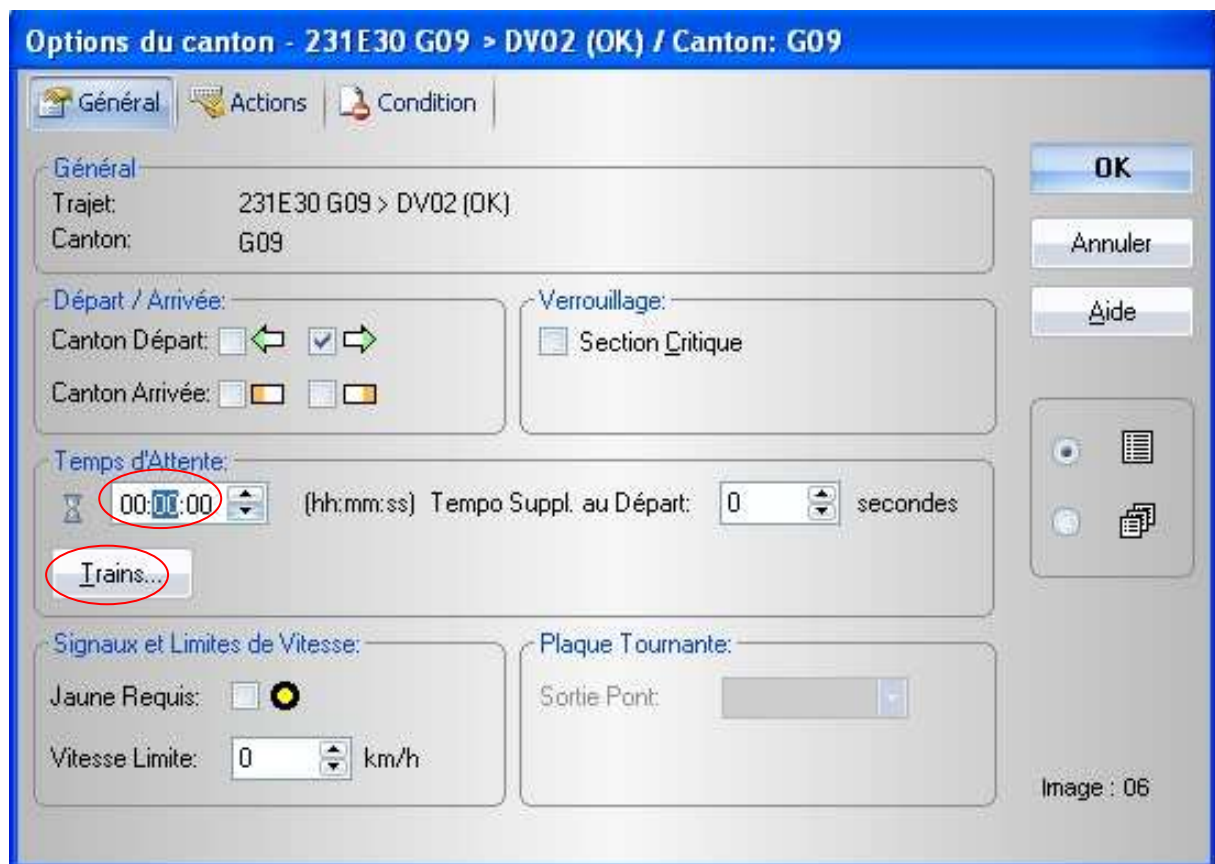 Options du canton - 231E30 G09 > DV02 (OK) / Canton: G09
Général Actions Condition
Général
Trajet: 231E30 G09 > DV02 (OK)
Canton: G09
OK
Annuler
Aide
Départ / Arrivée:
Canton Départ:
Canton Arrivée:
Verrouillage:
Section Critique
Temps d'Attente:
00:00:00 (hh:mm:ss) Tempo Suppl. au Départ: 0 secondes
Trains...
Signaux et Limites de Vitesse:
Jaune Requis:
Vitesse Limite: 0 km/h
Plaque Tournante:
Sortie Pont:
Image : 06